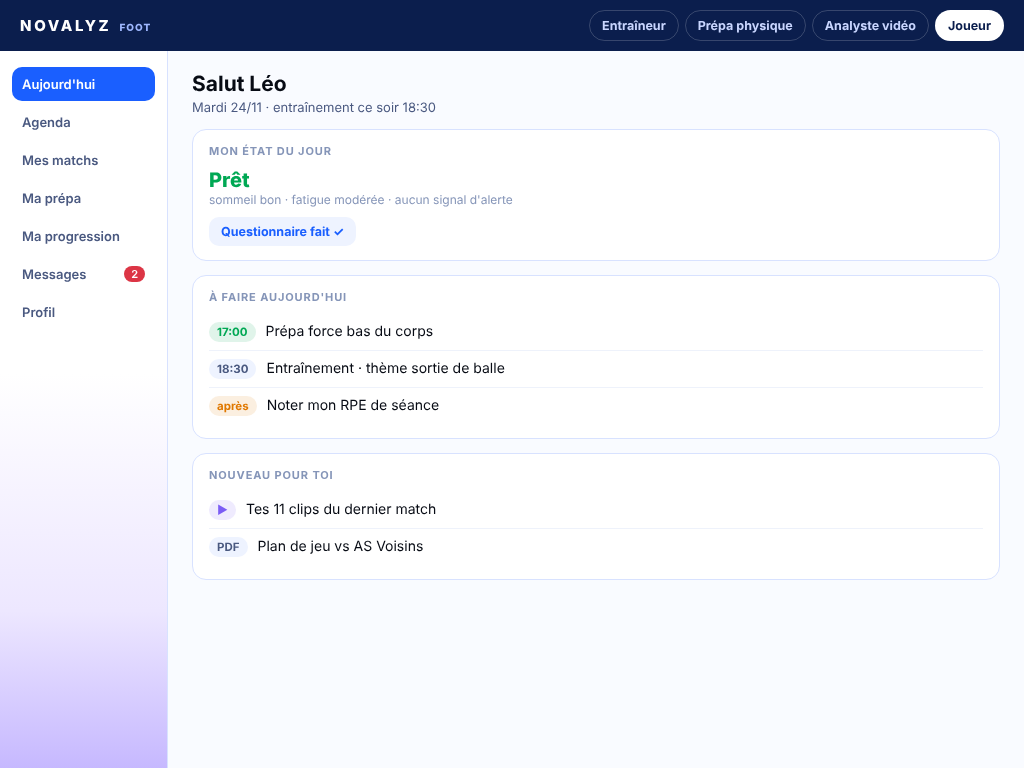 NOVALYZ FOOT
Entraîneur
Prépa physique
Analyste vidéo
Joueur
Aujourd'hui
Agenda
Mes matchs
Ma prépa
Ma progression
Messages 2
Profil
Salut Léo
Mardi 24/11 · entraînement ce soir 18:30
MON ÉTAT DU JOUR
Prêt
sommeil bon · fatigue modérée · aucun signal d'alerte
Questionnaire fait ✓
À FAIRE AUJOURD'HUI
17:00 Prépa force bas du corps
18:30 Entraînement · thème sortie de balle
après Noter mon RPE de séance
NOUVEAU POUR TOI
▶ Tes 11 clips du dernier match
PDF Plan de jeu vs AS Voisins